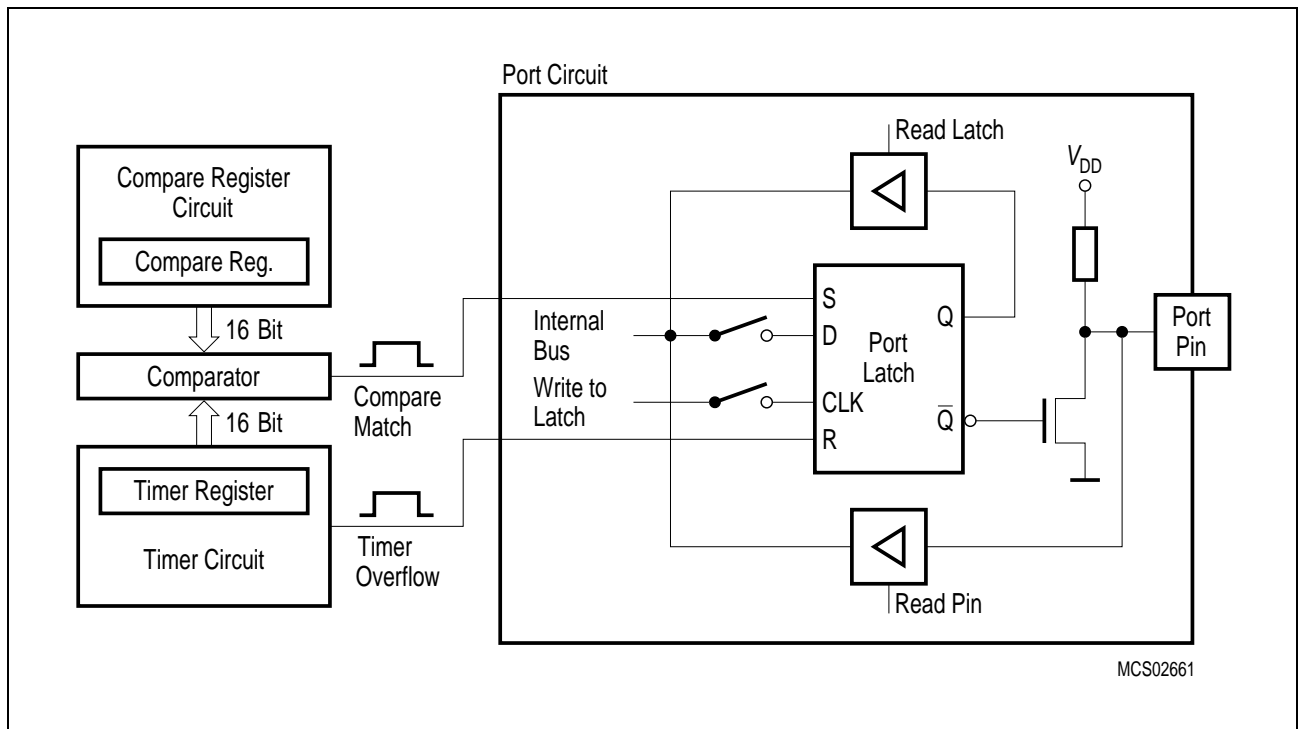 Port Circuit
Read Latch
V_DD
Compare Register
Circuit
Compare Reg.
16 Bit
Comparator
16 Bit
Timer Register
Timer Circuit
Compare
Match
Timer
Overflow
Internal
Bus
Write to
Latch
S
D
CLK
R
Port
Latch
Q
Q̅
Port
Pin
Read Pin
MCS02661